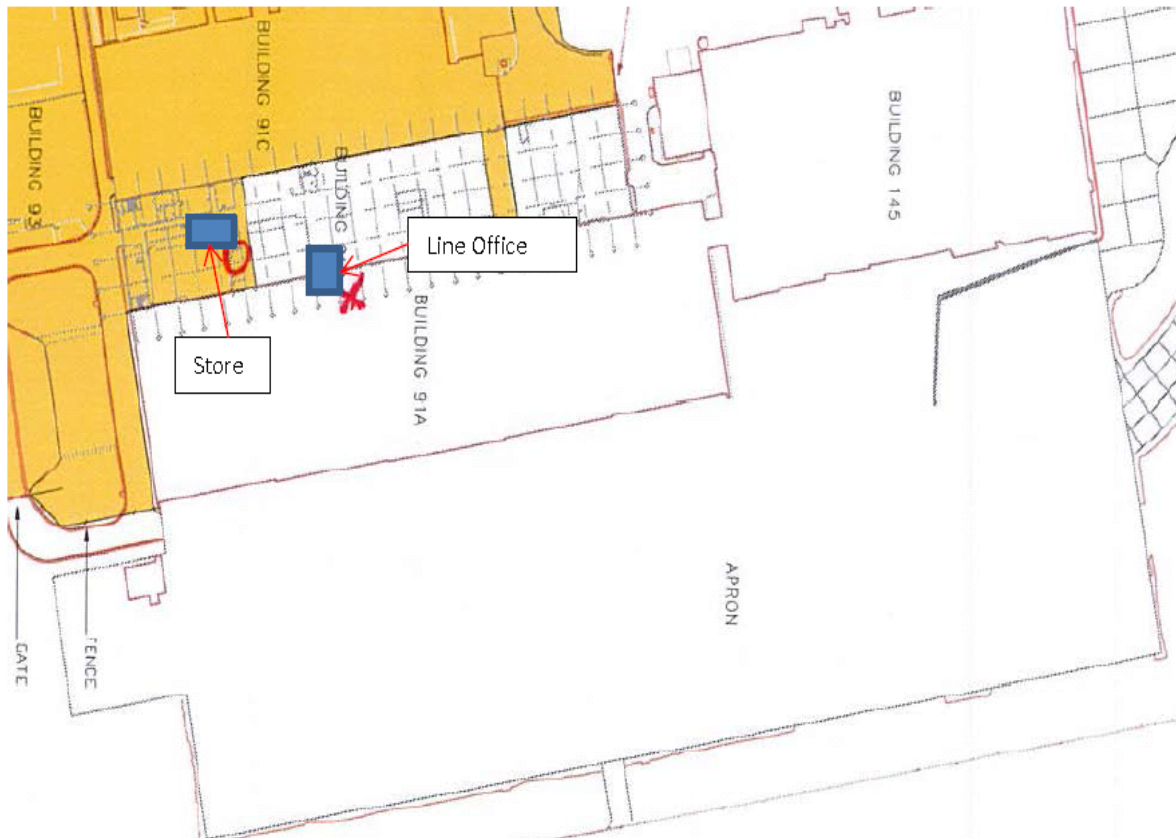 BUILDING 93
BUILDING 91C
BUILDING
BUILDING 145
Line Office
Store
BUILDING 91A
APRON
GATE
FENCE